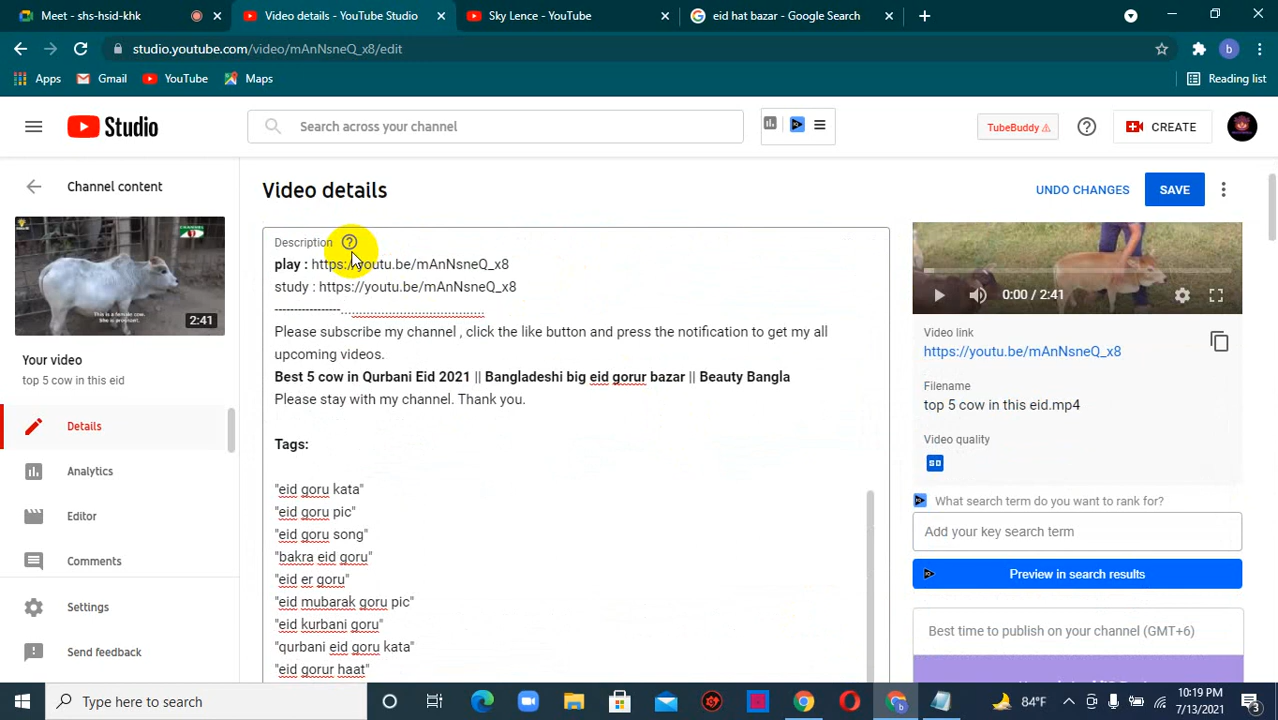 Meet - shs-hsid-khk
Video details - YouTube Studio
Sky Lence - YouTube
eid hat bazar - Google Search
studio.youtube.com/video/mAnNsneQ_x8/edit
b
Apps
Gmail
YouTube
Maps
Reading list
Studio
Search across your channel
TubeBuddy
CREATE
Channel content
Video details
UNDO CHANGES
SAVE
This is a female cow.
She is pregnant.
2:41
Your video
top 5 cow in this eid
Details
Analytics
Editor
Comments
Settings
Send feedback
Description
play : https://youtu.be/mAnNsneQ_x8
study : https://youtu.be/mAnNsneQ_x8
-----------------.......................................
Please subscribe my channel , click the like button and press the notification to get my all
upcoming videos.
Best 5 cow in Qurbani Eid 2021 || Bangladeshi big eid gorur bazar || Beauty Bangla
Please stay with my channel. Thank you.
Tags:
"eid goru kata"
"eid goru pic"
"eid goru song"
"bakra eid goru"
"eid er goru"
"eid mubarak goru pic"
"eid kurbani goru"
"qurbani eid goru kata"
"eid gorur haat"
0:00 / 2:41
Video link
https://youtu.be/mAnNsneQ_x8
Filename
top 5 cow in this eid.mp4
Video quality
SD
What search term do you want to rank for?
Add your key search term
Preview in search results
Best time to publish on your channel (GMT+6)
Type here to search
84°F
10:19 PM
7/13/2021
3